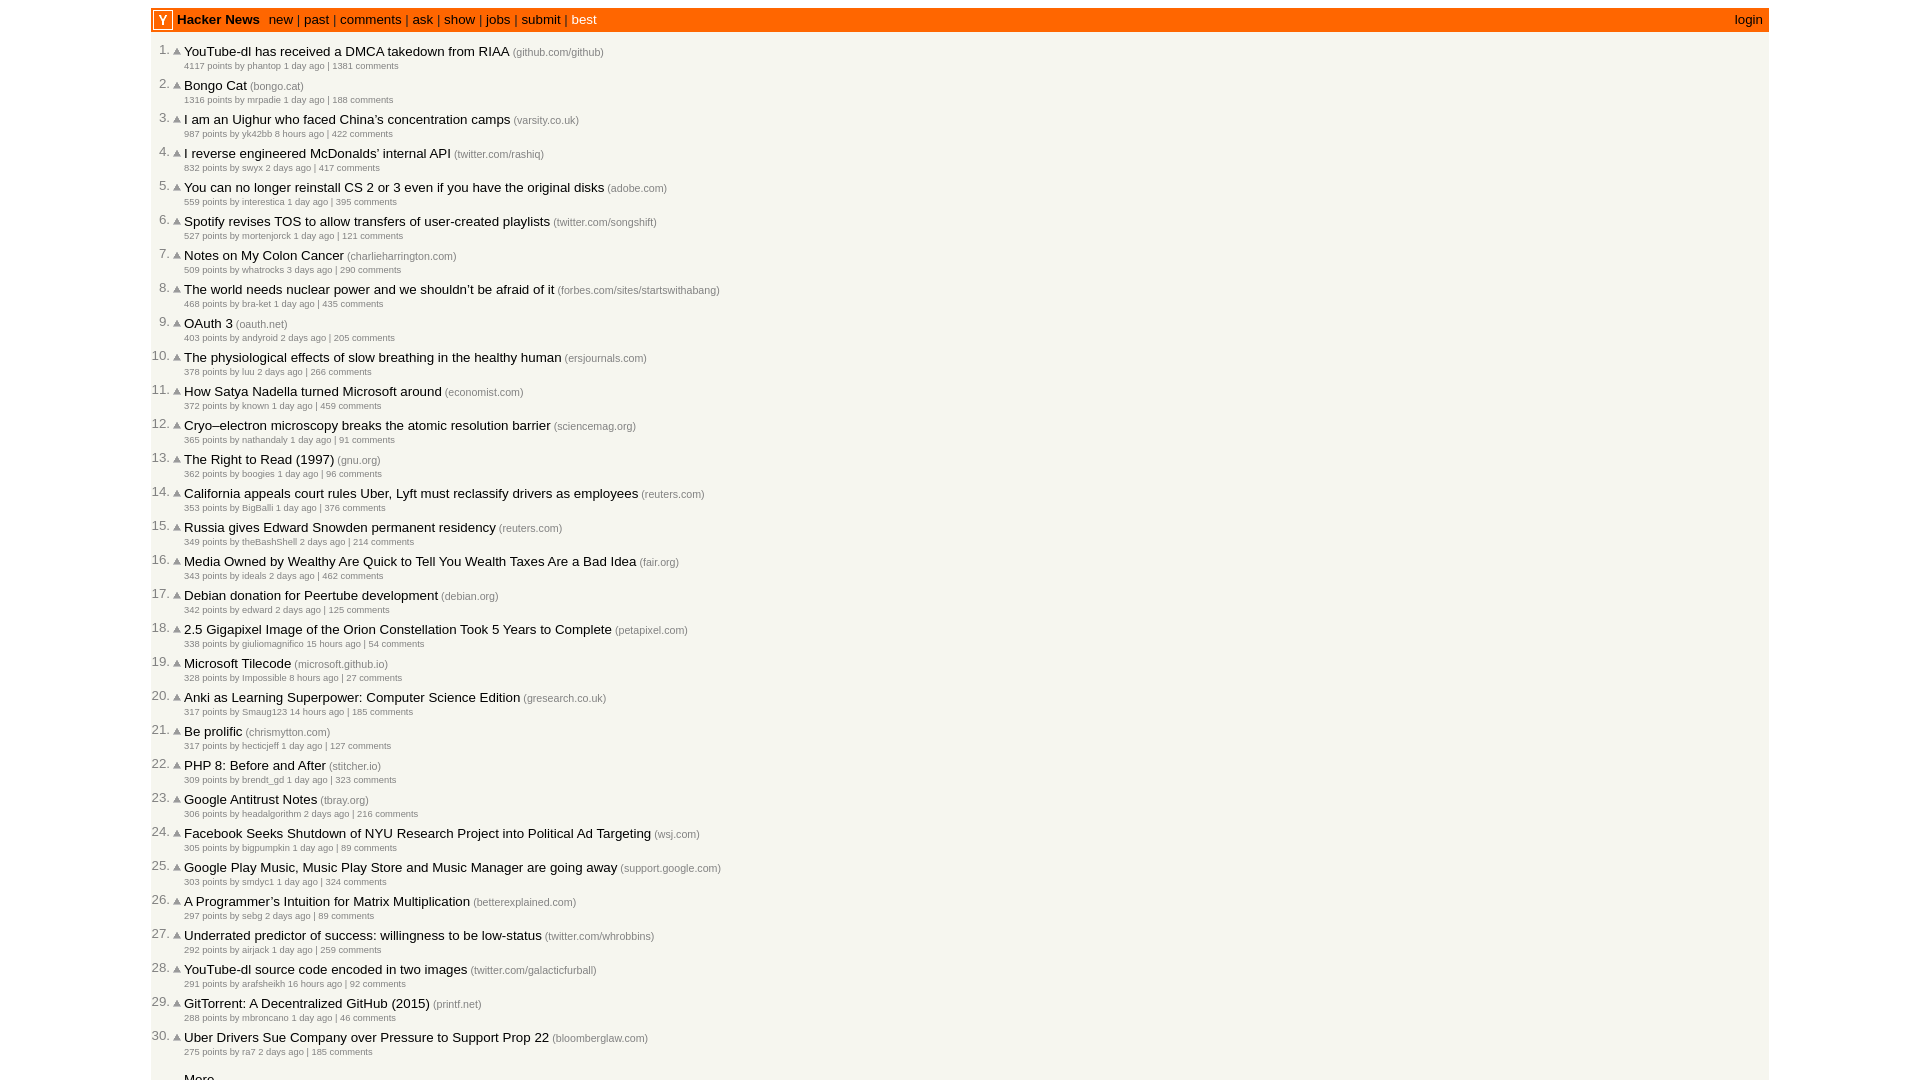 Y Hacker News new | past | comments | ask | show | jobs | submit | best login
1. YouTube-dl has received a DMCA takedown from RIAA (github.com/github)
4117 points by phantop 1 day ago | 1381 comments
2. Bongo Cat (bongo.cat)
1316 points by mrpadie 1 day ago | 188 comments
3. I am an Uighur who faced China’s concentration camps (varsity.co.uk)
987 points by yk42bb 8 hours ago | 422 comments
4. I reverse engineered McDonalds’ internal API (twitter.com/rashiq)
832 points by swyx 2 days ago | 417 comments
5. You can no longer reinstall CS 2 or 3 even if you have the original disks (adobe.com)
559 points by interestica 1 day ago | 395 comments
6. Spotify revises TOS to allow transfers of user-created playlists (twitter.com/songshift)
527 points by mortenjorck 1 day ago | 121 comments
7. Notes on My Colon Cancer (charlieharrington.com)
509 points by whatrocks 3 days ago | 290 comments
8. The world needs nuclear power and we shouldn’t be afraid of it (forbes.com/sites/startswithabang)
468 points by bra-ket 1 day ago | 435 comments
9. OAuth 3 (oauth.net)
403 points by andyroid 2 days ago | 205 comments
10. The physiological effects of slow breathing in the healthy human (ersjournals.com)
378 points by luu 2 days ago | 266 comments
11. How Satya Nadella turned Microsoft around (economist.com)
372 points by known 1 day ago | 459 comments
12. Cryo–electron microscopy breaks the atomic resolution barrier (sciencemag.org)
365 points by nathandaly 1 day ago | 91 comments
13. The Right to Read (1997) (gnu.org)
362 points by boogies 1 day ago | 96 comments
14. California appeals court rules Uber, Lyft must reclassify drivers as employees (reuters.com)
353 points by BigBalli 1 day ago | 376 comments
15. Russia gives Edward Snowden permanent residency (reuters.com)
349 points by theBashShell 2 days ago | 214 comments
16. Media Owned by Wealthy Are Quick to Tell You Wealth Taxes Are a Bad Idea (fair.org)
343 points by ideals 2 days ago | 462 comments
17. Debian donation for Peertube development (debian.org)
342 points by edward 2 days ago | 125 comments
18. 2.5 Gigapixel Image of the Orion Constellation Took 5 Years to Complete (petapixel.com)
338 points by giuliomagnifico 15 hours ago | 54 comments
19. Microsoft Tilecode (microsoft.github.io)
328 points by Impossible 8 hours ago | 27 comments
20. Anki as Learning Superpower: Computer Science Edition (gresearch.co.uk)
317 points by Smaug123 14 hours ago | 185 comments
21. Be prolific (chrismytton.com)
317 points by hecticjeff 1 day ago | 127 comments
22. PHP 8: Before and After (stitcher.io)
309 points by brendt_gd 1 day ago | 323 comments
23. Google Antitrust Notes (tbray.org)
306 points by headalgorithm 2 days ago | 216 comments
24. Facebook Seeks Shutdown of NYU Research Project into Political Ad Targeting (wsj.com)
305 points by bigpumpkin 1 day ago | 89 comments
25. Google Play Music, Music Play Store and Music Manager are going away (support.google.com)
303 points by smdyc1 1 day ago | 324 comments
26. A Programmer’s Intuition for Matrix Multiplication (betterexplained.com)
297 points by sebg 2 days ago | 89 comments
27. Underrated predictor of success: willingness to be low-status (twitter.com/whrobbins)
292 points by airjack 1 day ago | 259 comments
28. YouTube-dl source code encoded in two images (twitter.com/galacticfurball)
291 points by arafsheikh 16 hours ago | 92 comments
29. GitTorrent: A Decentralized GitHub (2015) (printf.net)
288 points by mbroncano 1 day ago | 46 comments
30. Uber Drivers Sue Company over Pressure to Support Prop 22 (bloomberglaw.com)
275 points by ra7 2 days ago | 185 comments
More